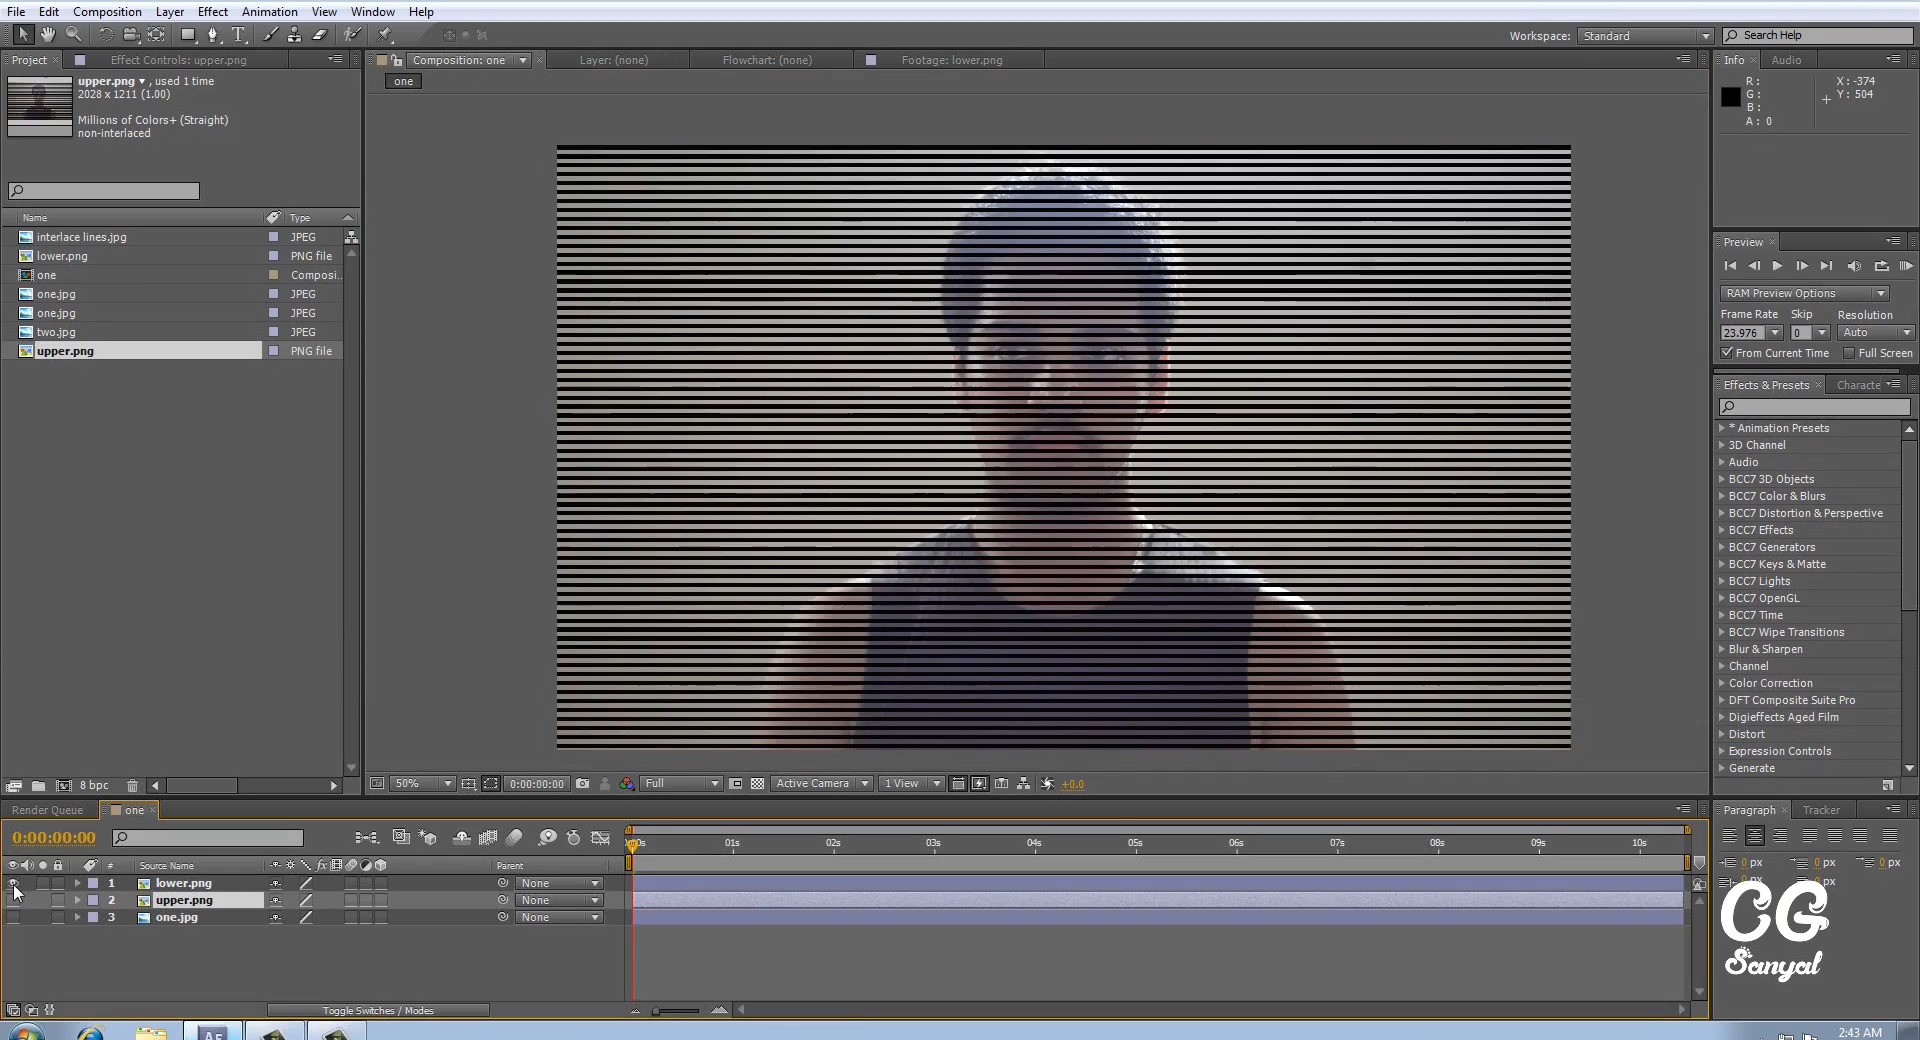 File Edit Composition Layer Effect Animation View Window Help
Workspace: Standard Search Help
Project Effect Controls: upper.png Composition: one Layer: (none) Flowchart: (none) Footage: lower.png Info Audio
upper.png , used 1 time
2028 x 1211 (1.00)
Millions of Colors+ (Straight)
non-interlaced
one
R: X: -374
G: Y: 504
B:
A: 0
Name Type
interlace lines.jpg JPEG
lower.png PNG file
one Composi..
one.jpg JPEG
one.jpg JPEG
two.jpg JPEG
upper.png PNG file
Preview
RAM Preview Options
Frame Rate Skip Resolution
23.976 0 Auto
From Current Time Full Screen
Effects & Presets Characte
* Animation Presets
3D Channel
Audio
BCC7 3D Objects
BCC7 Color & Blurs
BCC7 Distortion & Perspective
BCC7 Effects
BCC7 Generators
BCC7 Keys & Matte
BCC7 Lights
BCC7 OpenGL
BCC7 Time
BCC7 Wipe Transitions
Blur & Sharpen
Channel
Color Correction
DFT Composite Suite Pro
Digieffects Aged Film
Distort
Expression Controls
Generate
8 bpc 50% 0:00:00:00 Full Active Camera 1 View +0.0
Render Queue one Paragraph Tracker
0:00:00:00
01s 02s 03s 04s 05s 06s 07s 08s 09s 10s
# Source Name fx Parent
1 lower.png None
2 upper.png None
3 one.jpg None
0 px 0 px 0 px
px px
CG
Sanyal
Toggle Switches / Modes
AE
2:43 AM